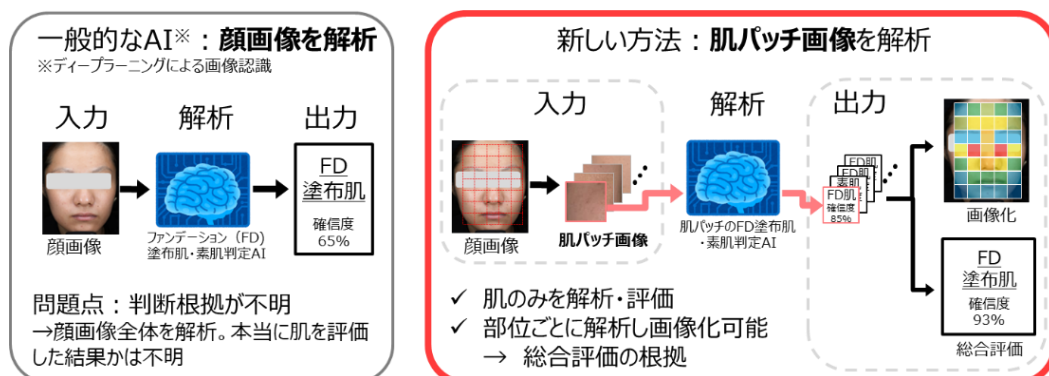 一般的なAI※：顔画像を解析
※ディープラーニングによる画像認識
入力
解析
出力
FD
塗布肌
確信度
65%
顔画像
ファンデーション（FD）
塗布肌・素肌判定AI
問題点：判断根拠が不明
→顔画像全体を解析。本当に肌を評価
した結果かは不明
新しい方法：肌パッチ画像を解析
入力
解析
出力
顔画像
肌パッチ画像
肌パッチのFD塗布肌
・素肌判定AI
FD肌
FD肌
素肌
FD肌
確信度
85%
画像化
FD
塗布肌
確信度
93%
総合評価
✓ 肌のみを解析・評価
✓ 部位ごとに解析し画像化可能
→ 総合評価の根拠